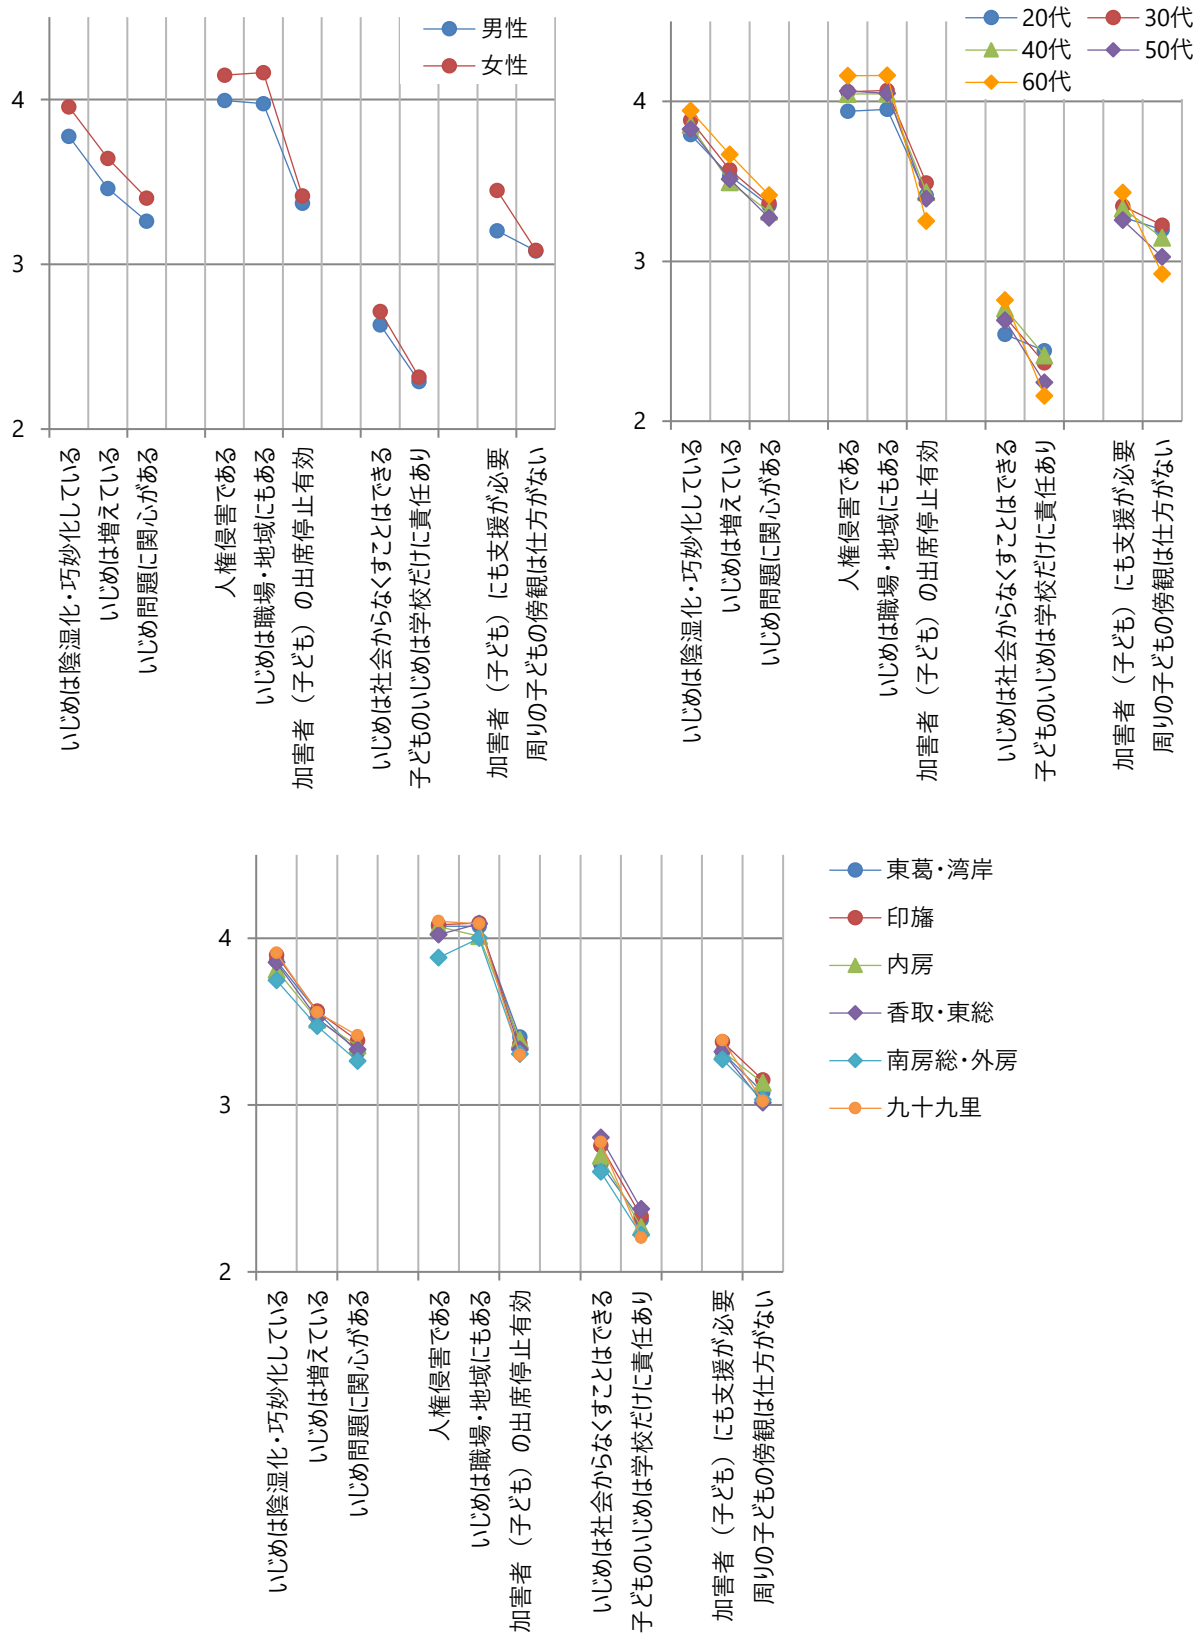 男性
女性
4
3
2
いじめは陰湿化・巧妙化している
いじめは増えている
いじめ問題に関心がある
人権侵害である
いじめは職場・地域にもある
加害者（子ども）の出席停止有効
いじめは社会からなくすことはできる
子どものいじめは学校だけに責任あり
加害者（子ども）にも支援が必要
周りの子どもの傍観は仕方がない
20代 30代
40代 50代
60代
4
3
2
いじめは陰湿化・巧妙化している
いじめは増えている
いじめ問題に関心がある
人権侵害である
いじめは職場・地域にもある
加害者（子ども）の出席停止有効
いじめは社会からなくすことはできる
子どものいじめは学校だけに責任あり
加害者（子ども）にも支援が必要
周りの子どもの傍観は仕方がない
4
3
2
いじめは陰湿化・巧妙化している
いじめは増えている
いじめ問題に関心がある
人権侵害である
いじめは職場・地域にもある
加害者（子ども）の出席停止有効
いじめは社会からなくすことはできる
子どものいじめは学校だけに責任あり
加害者（子ども）にも支援が必要
周りの子どもの傍観は仕方がない
東葛・湾岸
印旛
内房
香取・東総
南房総・外房
九十九里